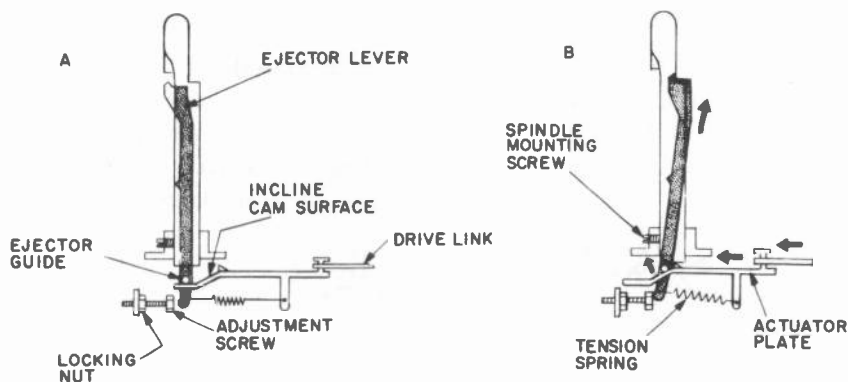 A
EJECTOR LEVER
INCLINE
CAM SURFACE
EJECTOR
GUIDE
DRIVE LINK
ADJUSTMENT
SCREW
LOCKING
NUT
B
SPINDLE
MOUNTING
SCREW
TENSION
SPRING
ACTUATOR
PLATE